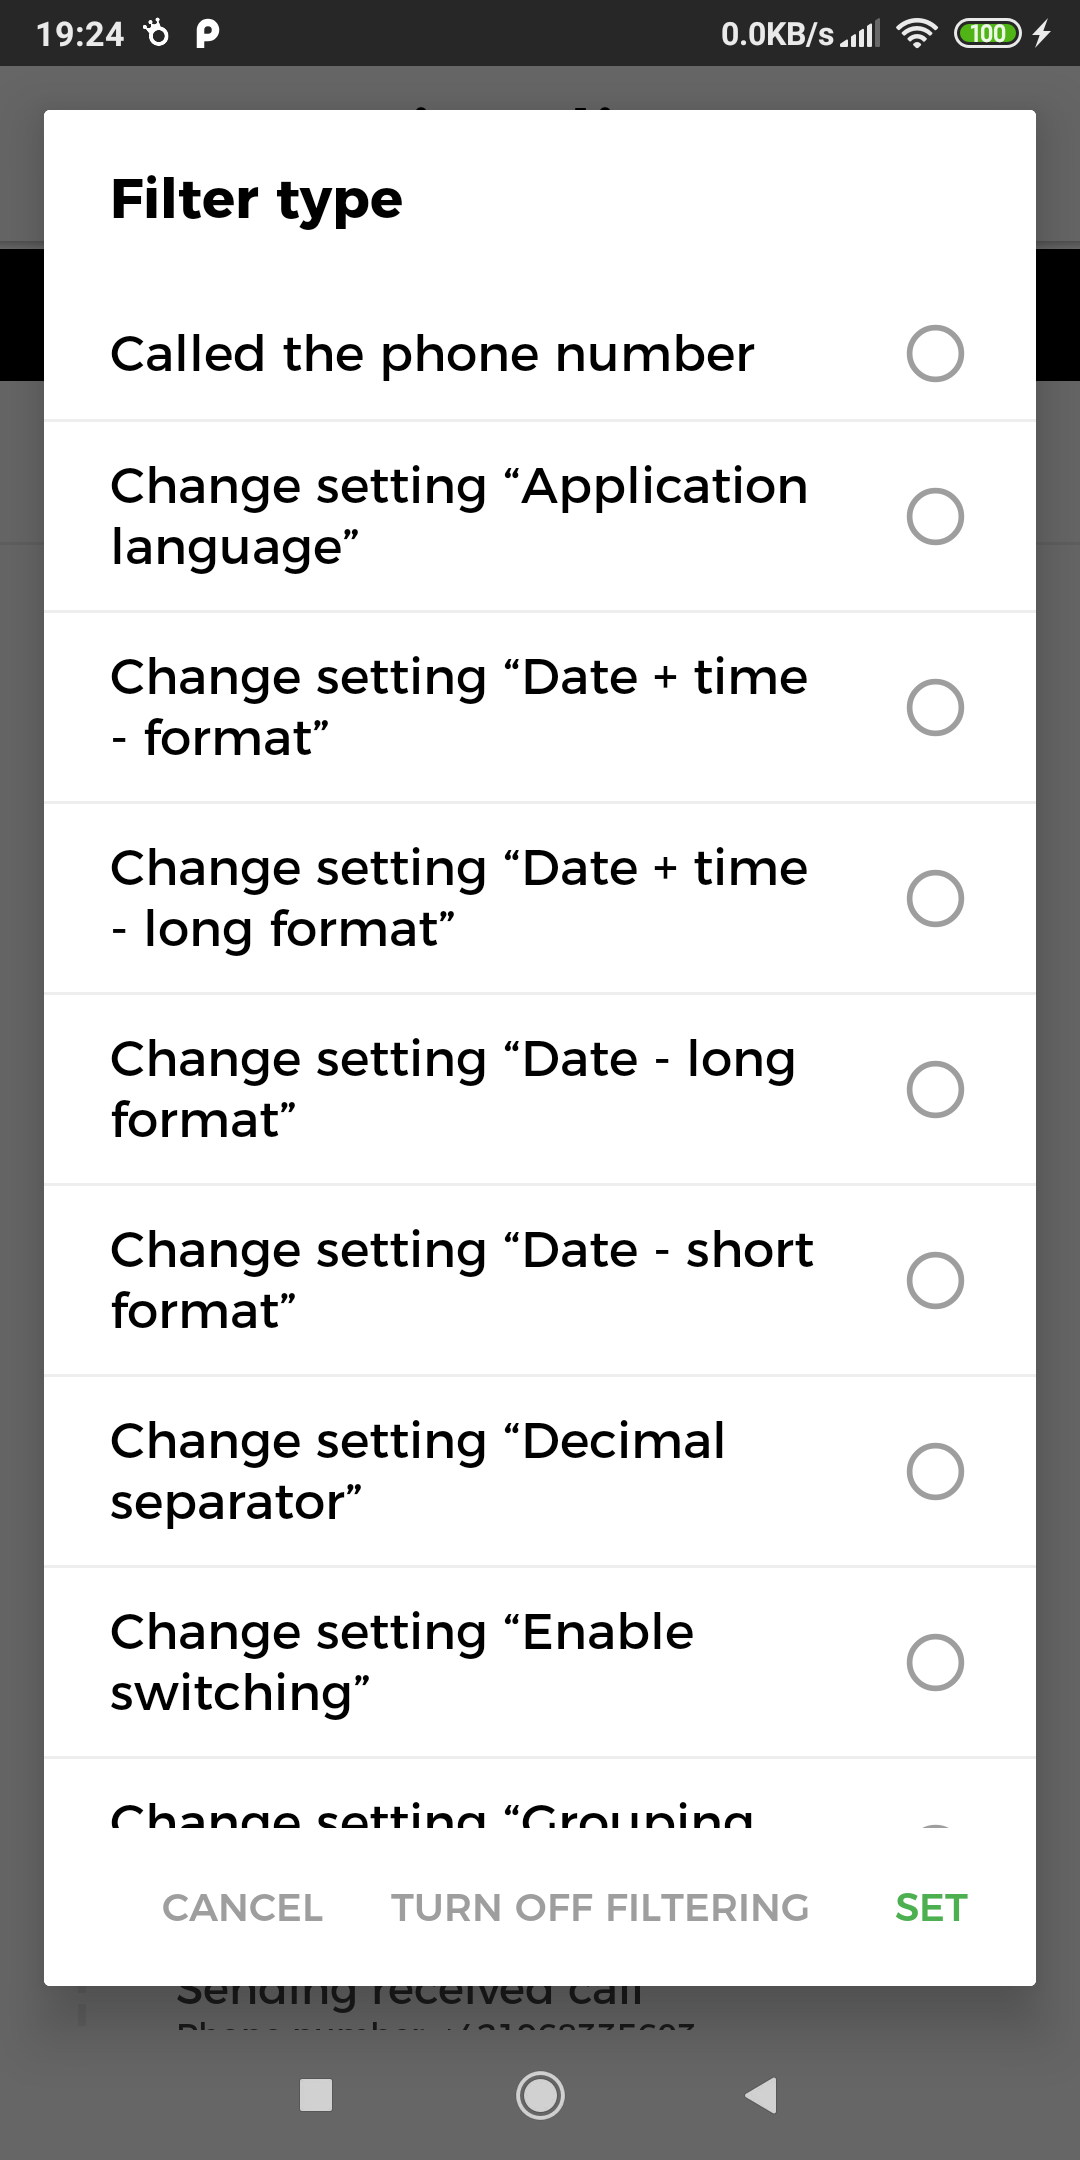 19:24 0.0KB/s 100
Filter type
Called the phone number
Change setting “Application
language”
Change setting “Date + time
- format”
Change setting “Date + time
- long format”
Change setting “Date - long
format”
Change setting “Date - short
format”
Change setting “Decimal
separator”
Change setting “Enable
switching”
Change setting “Grouping
CANCEL TURN OFF FILTERING SET
Sending received call
Phone number: